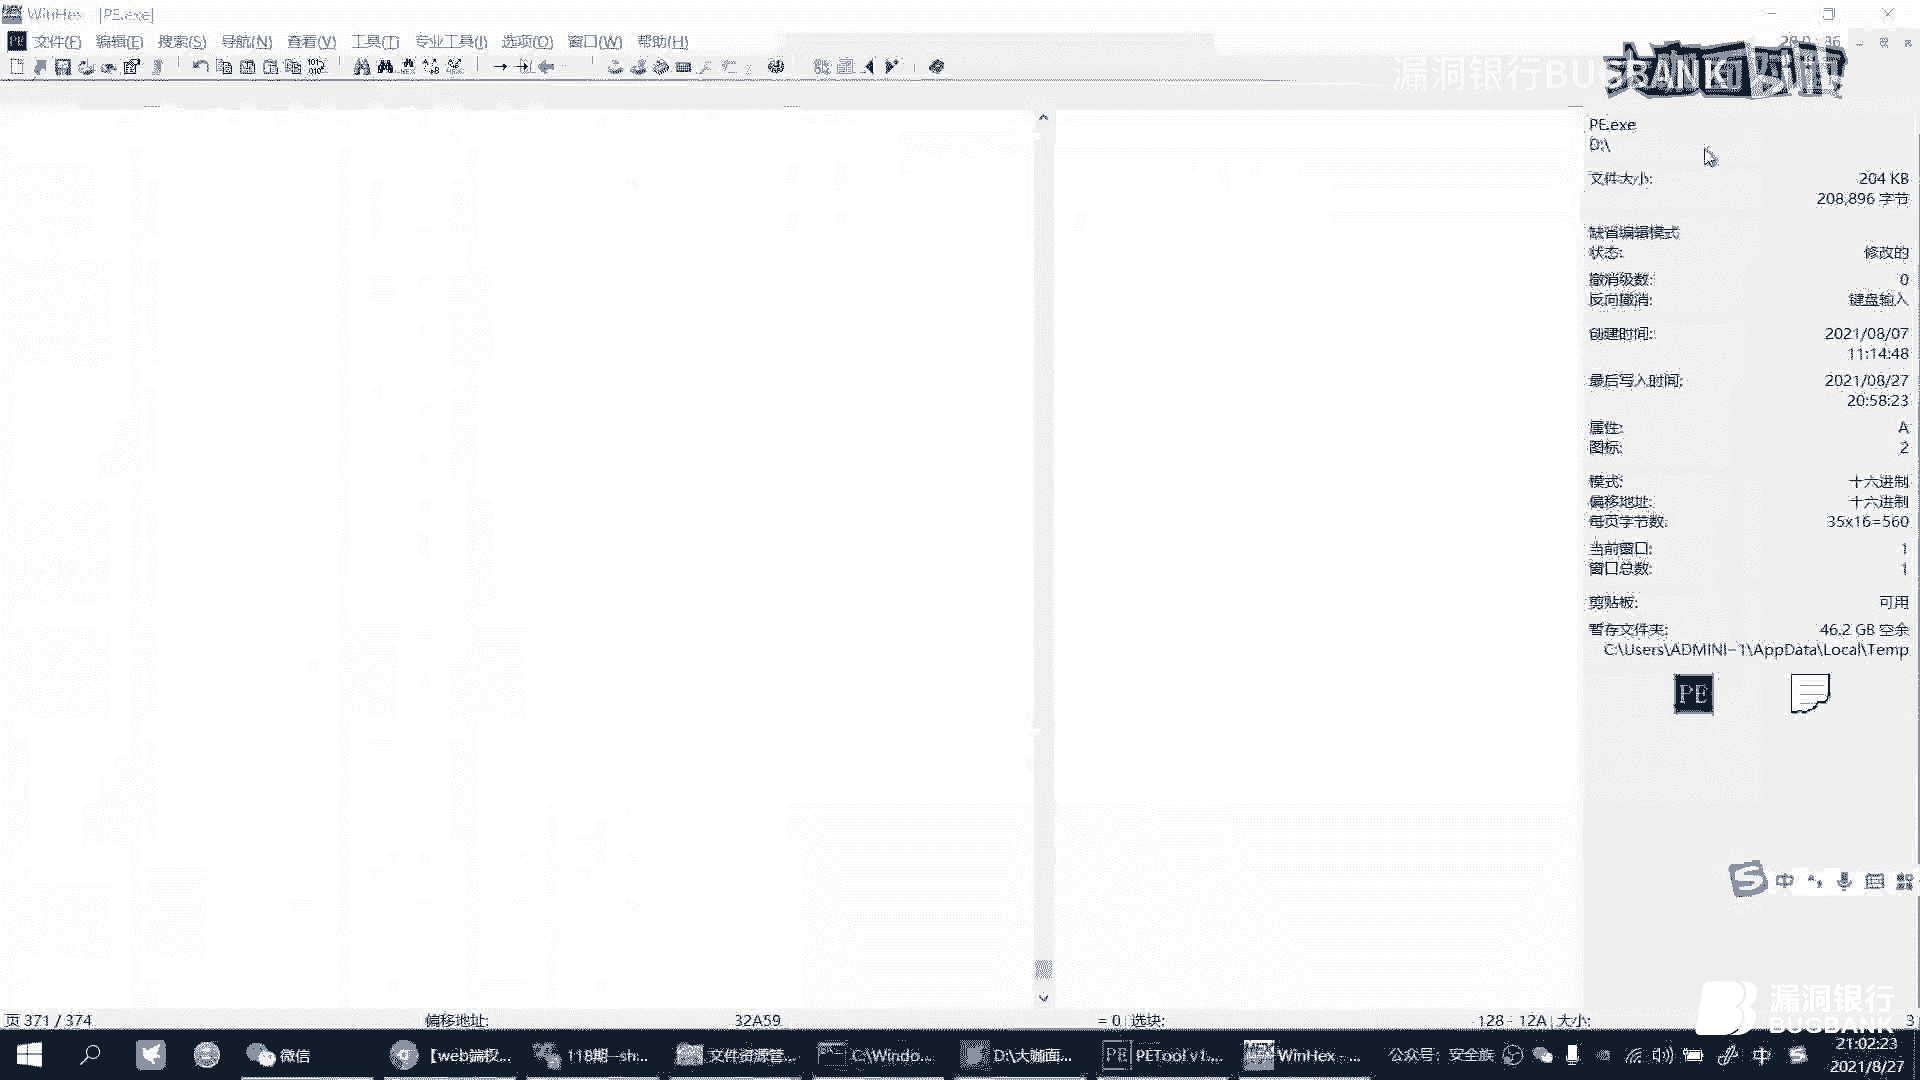 WinHex - [PE.exe]
文件(F) 编辑(E) 搜索(S) 导航(N) 查看(V) 工具(T) 专业工具(I) 选项(O) 窗口(W) 帮助(H)
漏洞银行BUGBANK
PE.exe
D:\
文件大小: 204 KB
208,896 字节
缺省编辑模式
状态: 修改的
撤消级数: 0
反向撤消: 键盘输入
创建时间: 2021/08/07
11:14:48
最后写入时间: 2021/08/27
20:58:23
属性: A
图标: 2
模式: 十六进制
偏移地址: 十六进制
每页字节数: 35x16=560
当前窗口: 1
窗口总数: 1
剪贴板: 可用
暂存文件夹: 46.2 GB 空余
C:\Users\ADMINI~1\AppData\Local\Temp
PE
中
漏洞银行
BUGBANK
页 371 / 374 偏移地址: 32A59 = 0 选块: 128 - 12A 大小: 3
微信 【web端权... 118期—sh... 文件资源管... C:\Windo... D:\大咖面... PETool v1.... WinHex - ... 公众号：安全族 中 21:02:23
2021/8/27